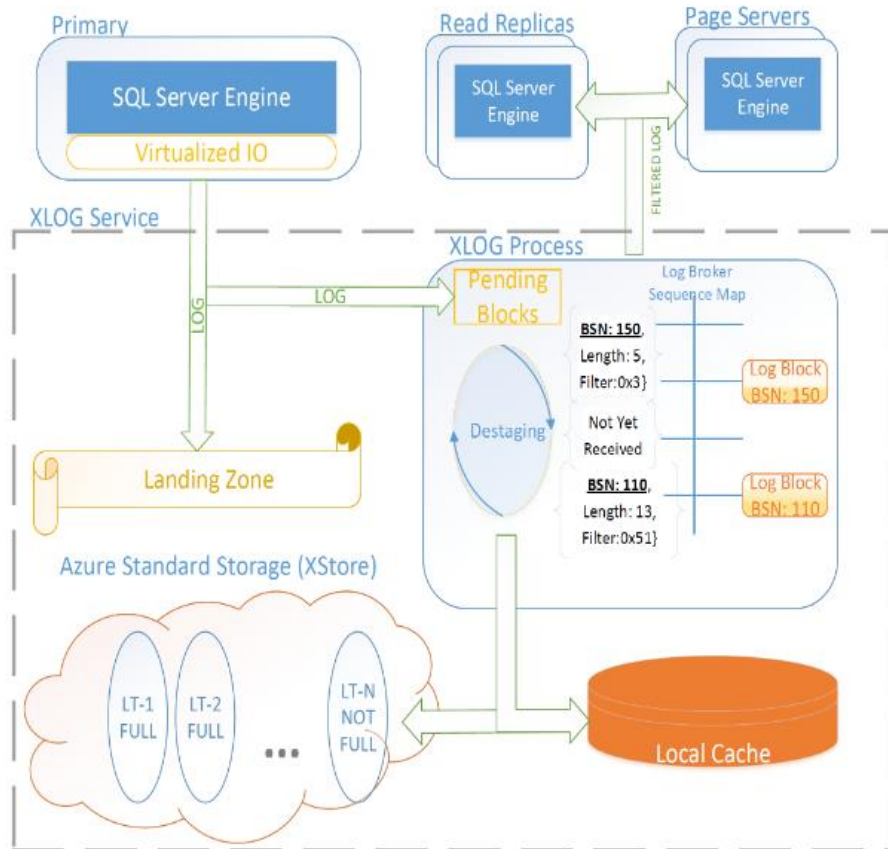 Primary
SQL Server Engine
Virtualized IO
Read Replicas
SQL Server
Engine
Page Servers
SQL Server
Engine
FILTERED LOG
XLOG Service
LOG
LOG
XLOG Process
Pending
Blocks
Log Broker
Sequence Map
BSN: 150,
Length: 5,
Filter:0x3}
Log Block
BSN: 150
Destaging
Not Yet
Received
BSN: 110,
Length: 13,
Filter:0x51}
Log Block
BSN: 110
Landing Zone
Azure Standard Storage (XStore)
LT-1
FULL
LT-2
FULL
...
LT-N
NOT
FULL
Local Cache